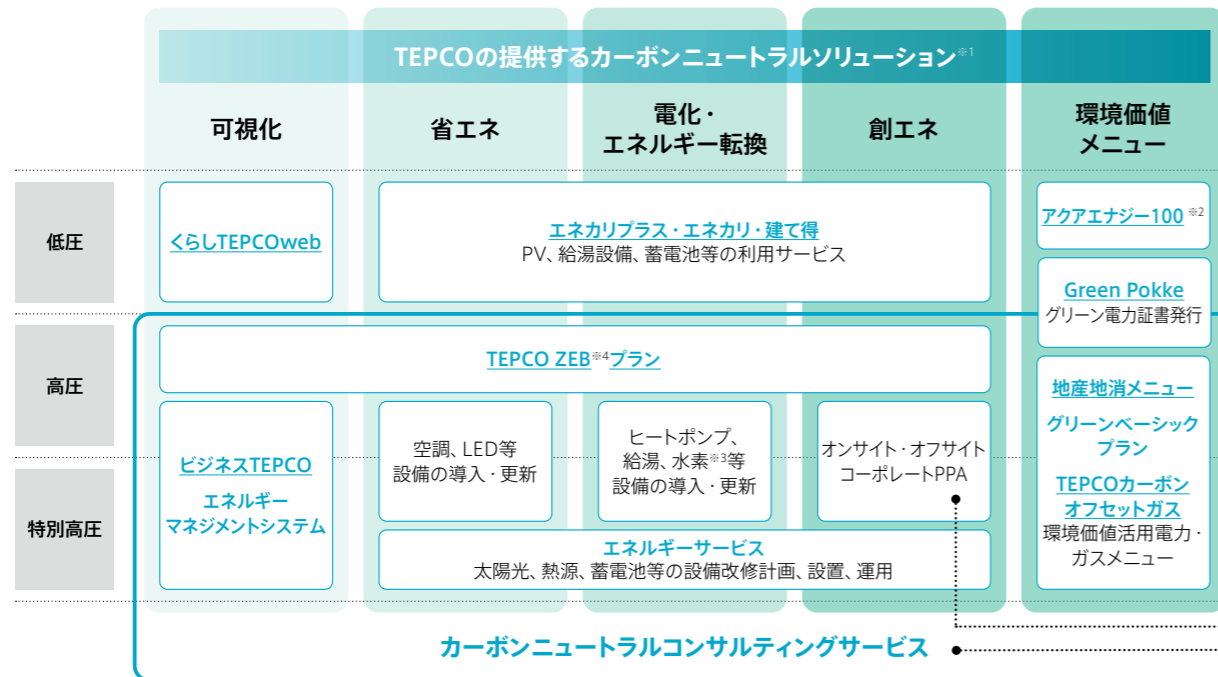 TEPCOの提供するカーボンニュートラルソリューション※1
可視化
省エネ
電化・
エネルギー転換
創エネ
環境価値
メニュー
低圧
くらしTEPCOweb
エネカリプラス・エネカリ・建て得
PV、給湯設備、蓄電池等の利用サービス
アクアエナジー100 ※2
Green Pokke
グリーン電力証書発行
高圧
TEPCO ZEB※4プラン
地産地消メニュー
グリーンベーシック
プラン
TEPCOカーボン
オフセットガス
環境価値活用電力・
ガスメニュー
ビジネスTEPCO
エネルギー
マネジメントシステム
空調、LED等
設備の導入・更新
ヒートポンプ、
給湯、水素※3等
設備の導入・更新
オンサイト・オフサイト
コーポレートPPA
特別高圧
エネルギーサービス
太陽光、熱源、蓄電池等の設備改修計画、設置、運用
カーボンニュートラルコンサルティングサービス